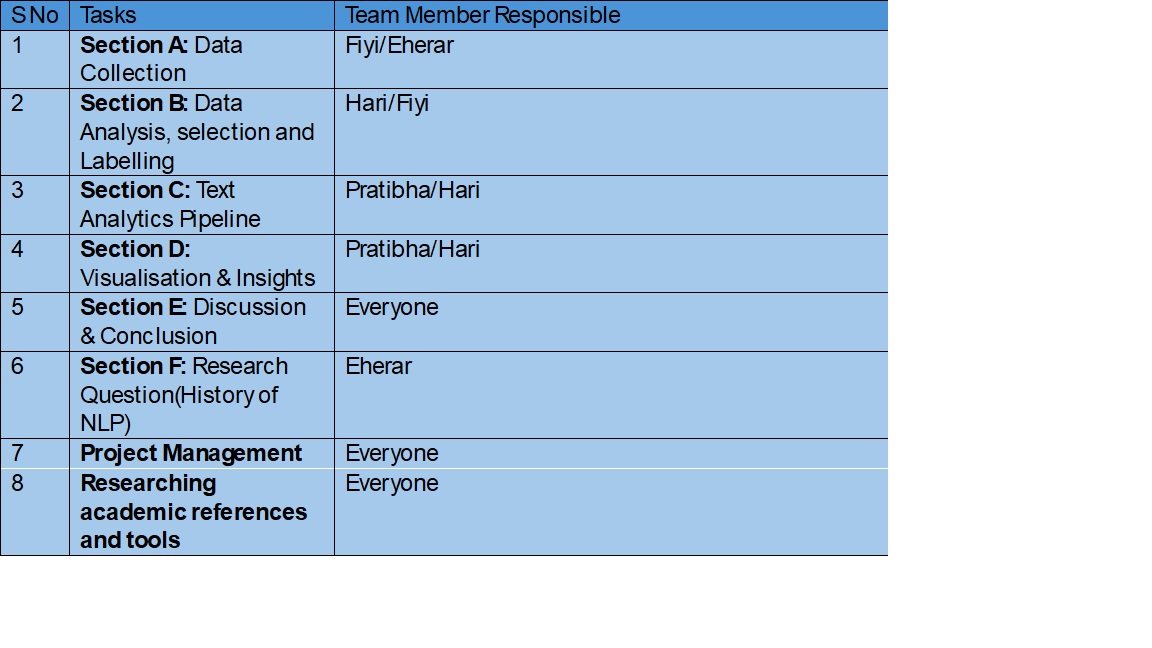 S No Tasks Team Member Responsible
1 Section A: Data Fiyi/Eherar
Collection
2 Section B: Data Hari/Fiyi
Analysis, selection and
Labelling
3 Section C: Text Pratibha/Hari
Analytics Pipeline
4 Section D: Pratibha/Hari
Visualisation & Insights
5 Section E: Discussion Everyone
& Conclusion
6 Section F: Research Eherar
Question(History of
NLP)
7 Project Management Everyone
8 Researching Everyone
academic references
and tools